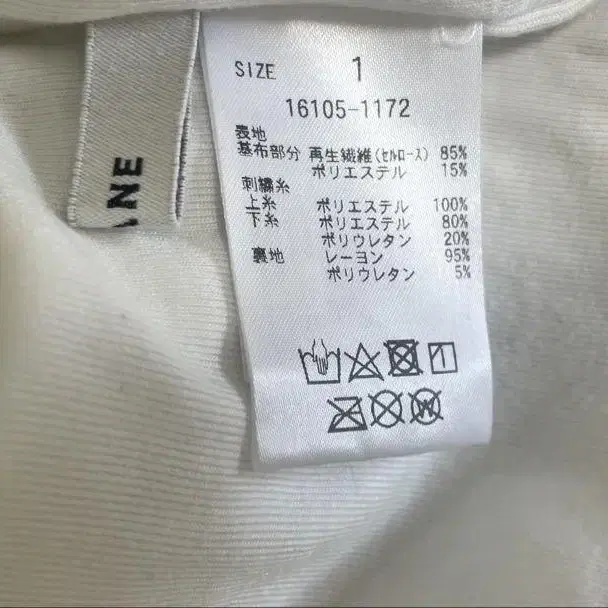 SIZE 1
16105-1172
表地
基布部分 再生繊維(セルロース) 85%
ポリエステル 15%
刺繍糸
上糸 ポリエステル 100%
下糸 ポリエステル 80%
ポリウレタン 20%
裏地 レーヨン 95%
ポリウレタン 5%
ANE